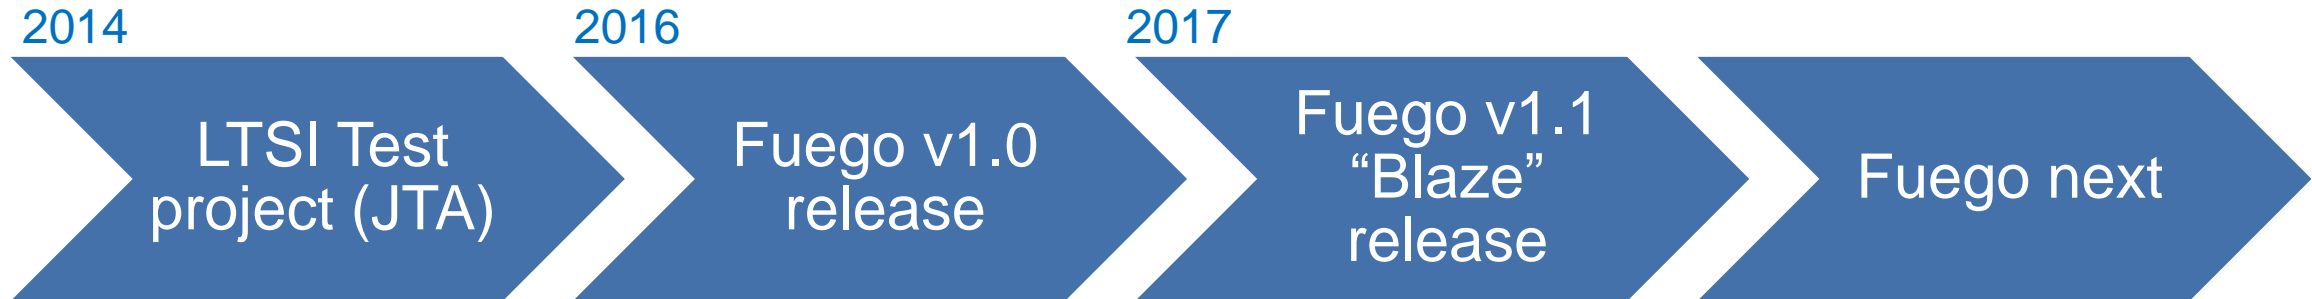 2014
LTSI Test
project (JTA)
2016
Fuego v1.0
release
2017
Fuego v1.1
“Blaze”
release
Fuego next